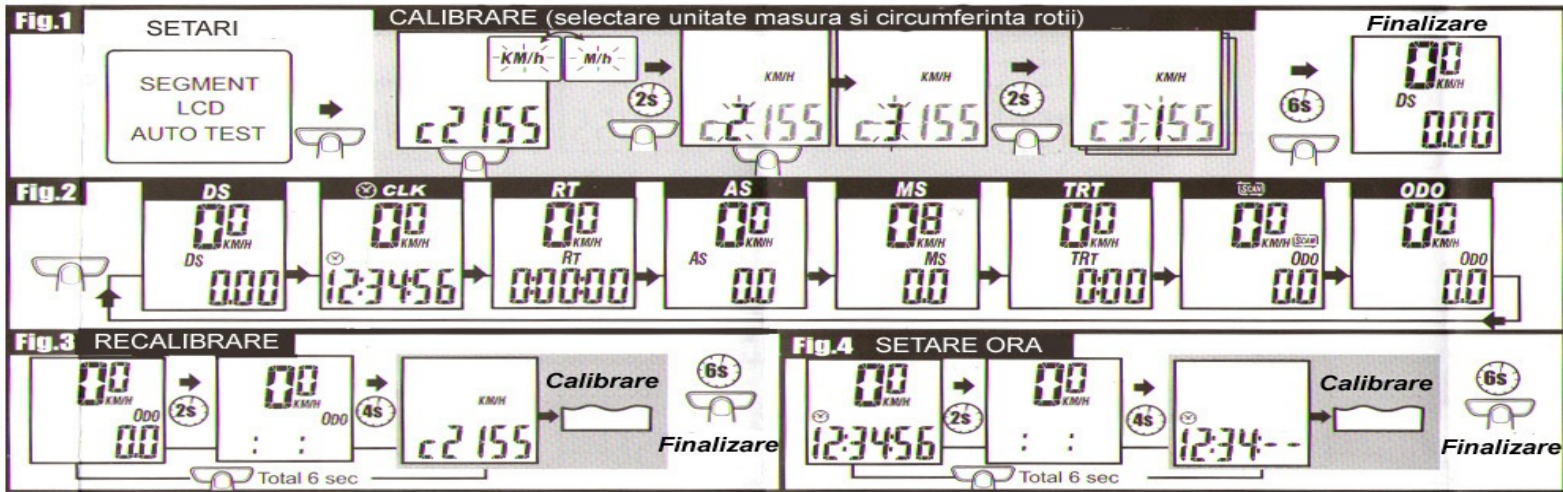 Fig.1 SETARI CALIBRARE (selectare unitate masura si circumferinta rotii) Finalizare
SEGMENT
LCD
AUTO TEST
KM/h M/h
c2155
2s
KM/H
c2155
KM/H
c3155
2s
KM/H
c3155
6s
00
KM/H
DS
0.00
Fig.2 DS CLK RT AS MS TRT SCAN ODO
00 KM/H
DS
0.00
00 KM/H
12:34:56
00 KM/H
RT
0:00:00
00 KM/H
AS
0.0
08 KM/H
MS
0.0
00 KM/H
TRT
0:00
00 KM/H SCAN
ODO
0.0
00 KM/H
ODO
0.0
Fig.3 RECALIBRARE
00 KM/H
ODO
0.0
2s
00 KM/H
ODO
: :
4s
KM/H
c2155
Calibrare
6s
Finalizare
Total 6 sec
Fig.4 SETARE ORA
00 KM/H
12:34:56
2s
00 KM/H
: :
4s
12:34:--
Calibrare
6s
Finalizare
Total 6 sec